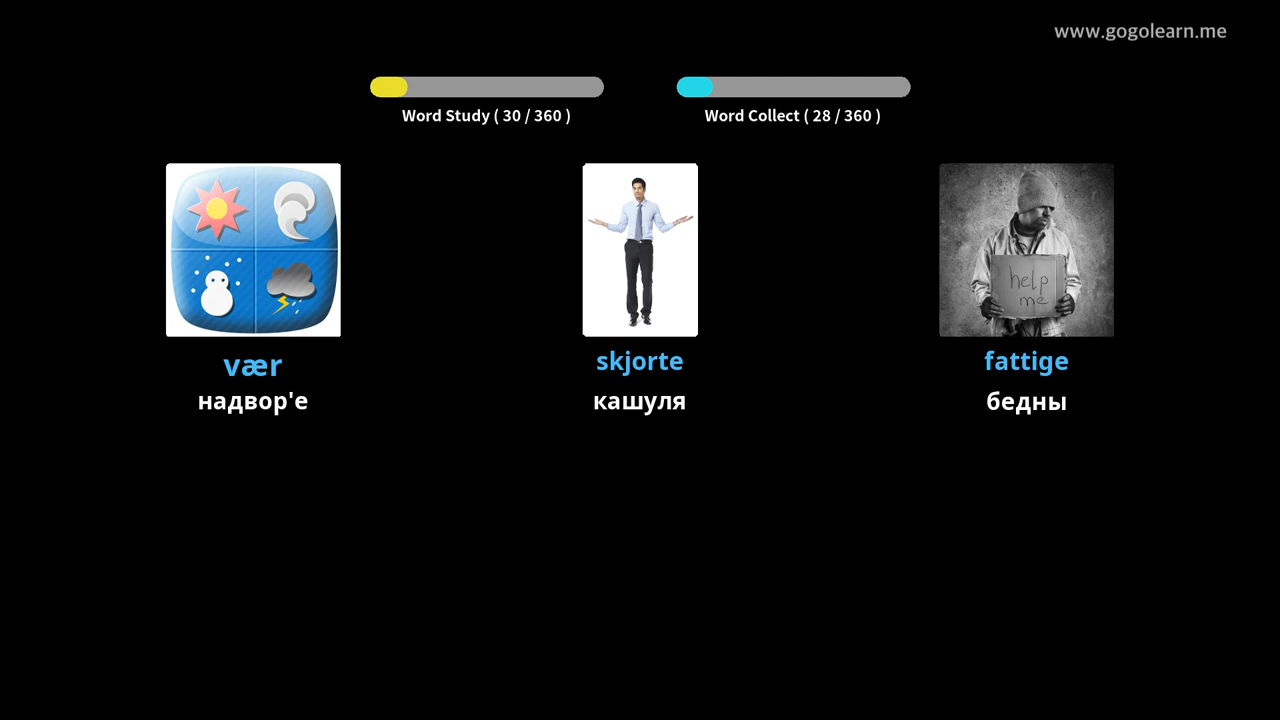 www.gogolearn.me
Word Study ( 30 / 360 )
Word Collect ( 28 / 360 )
help
me
vær
skjorte
fattige
надвор'е
кашуля
бедны